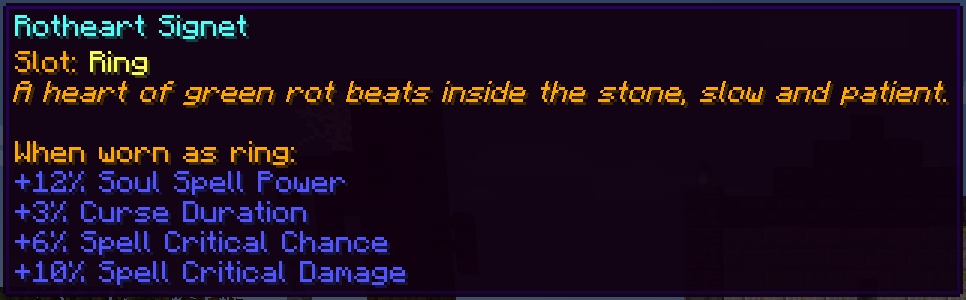 Rotheart Signet
Slot: Ring
A heart of green rot beats inside the stone, slow and patient.
When worn as ring:
+12% Soul Spell Power
+3% Curse Duration
+6% Spell Critical Chance
+10% Spell Critical Damage